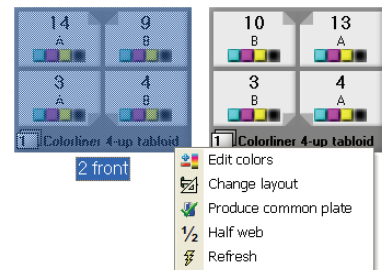 14 9 10 13
A B B A
3 4 3 4
A B B A
1 Colorliner 4-up tabloid 1 Colorliner 4-up tabloid
2 front
Edit colors
Change layout
Produce common plate
1/2 Half web
Refresh